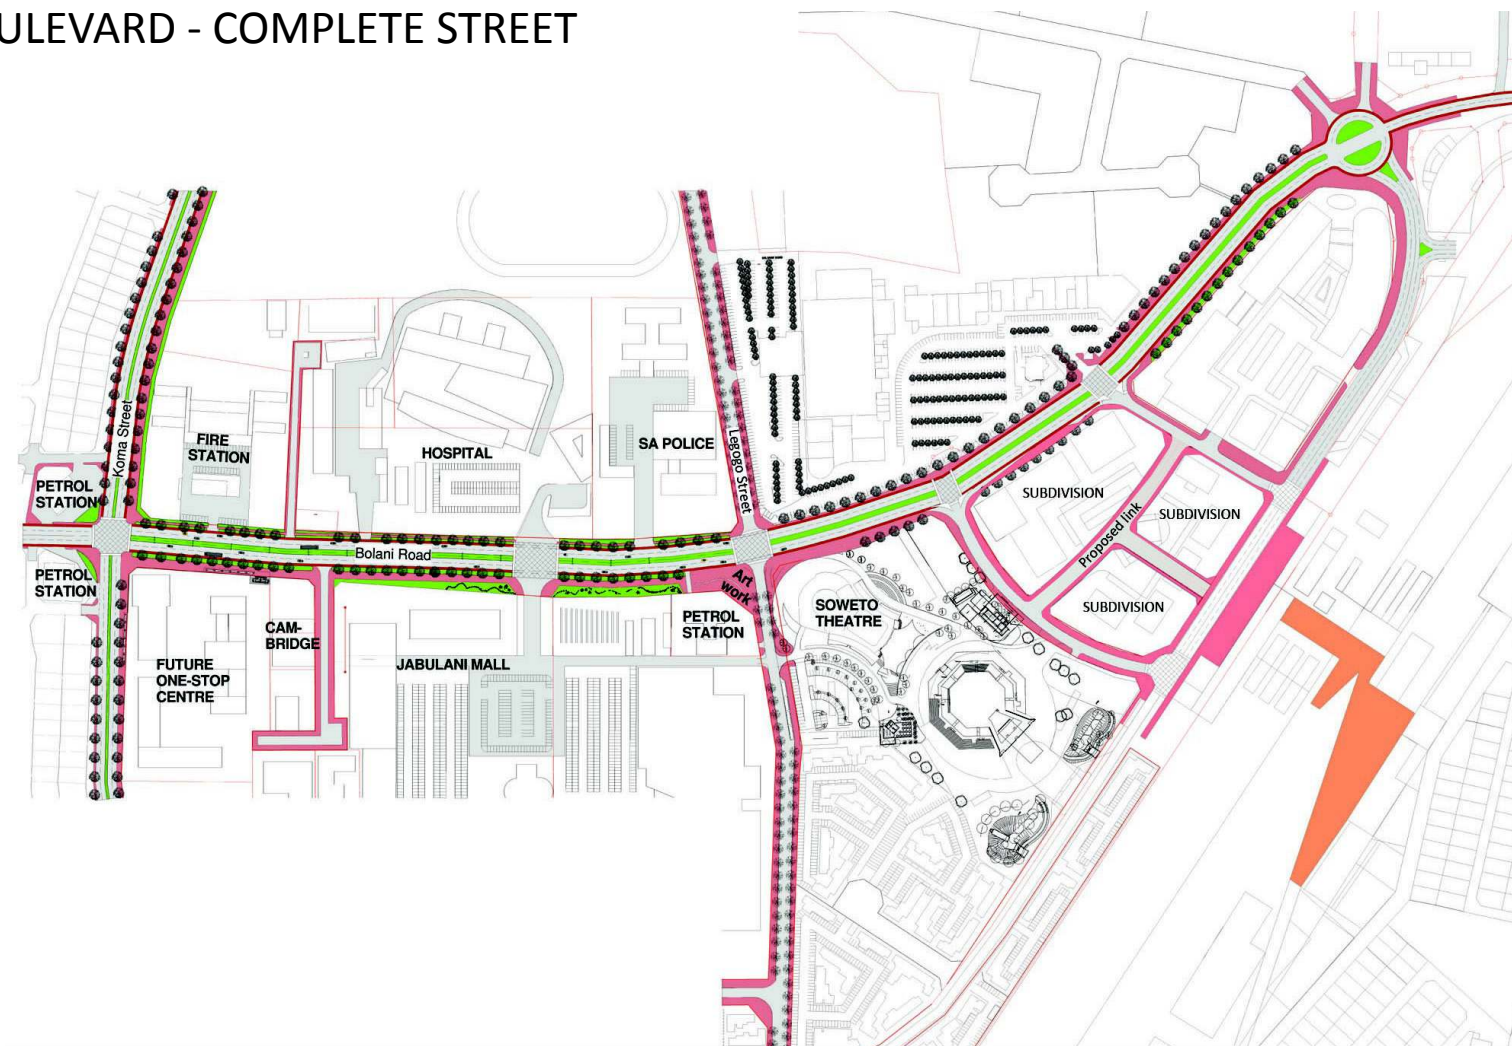 ULEVARD - COMPLETE STREET
Koma Street
FIRE
STATION
HOSPITAL
SA POLICE
Legogo Street
PETROL
STATION
SUBDIVISION
SUBDIVISION
Proposed link
Bolani Road
PETROL
STATION
Art
work
SUBDIVISION
CAM-
BRIDGE
PETROL
STATION
SOWETO
THEATRE
FUTURE
ONE-STOP
CENTRE
JABULANI MALL